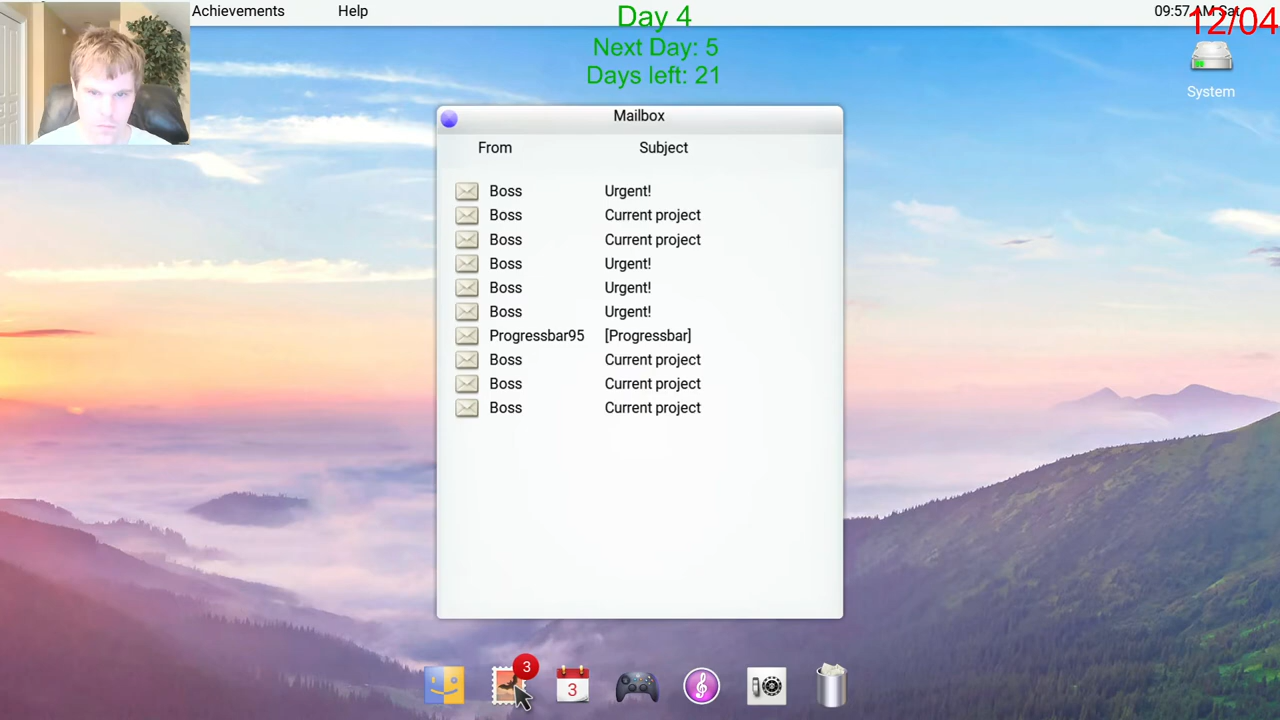 Achievements Help
Day 4
09:57 AM Sat
12/04
Next Day: 5
Days left: 21
System
Mailbox
From Subject
Boss Urgent!
Boss Current project
Boss Current project
Boss Urgent!
Boss Urgent!
Boss Urgent!
Progressbar95 [Progressbar]
Boss Current project
Boss Current project
Boss Current project
3
3